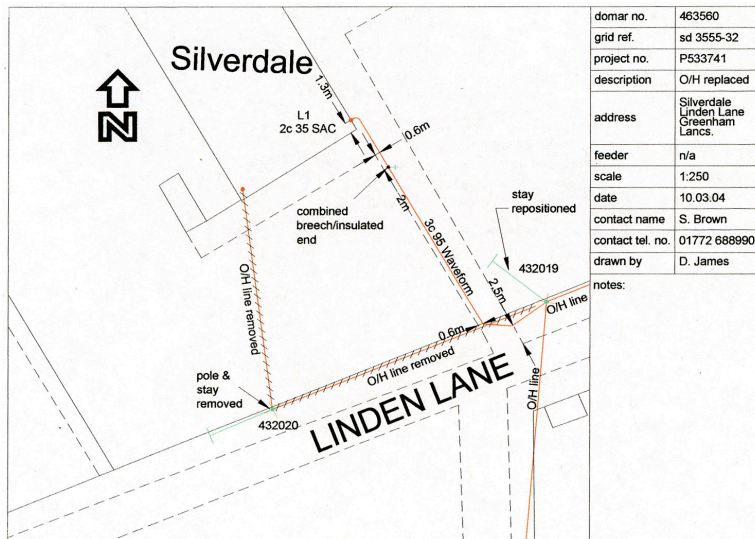 Silverdale
N
1.3m
L1
2c 35 SAC
0.6m
combined
breech/insulated
end
2m
3c 95 Waveform
stay
repositioned
432019
2.5m
O/H line
0.6m
O/H line removed
O/H line removed
O/H line
pole &
stay
removed
432020
LINDEN LANE
domar no. 463560
grid ref. sd 3555-32
project no. P533741
description O/H replaced
address Silverdale
Linden Lane
Greenham
Lancs.
feeder n/a
scale 1:250
date 10.03.04
contact name S. Brown
contact tel. no. 01772 688990
drawn by D. James
notes: